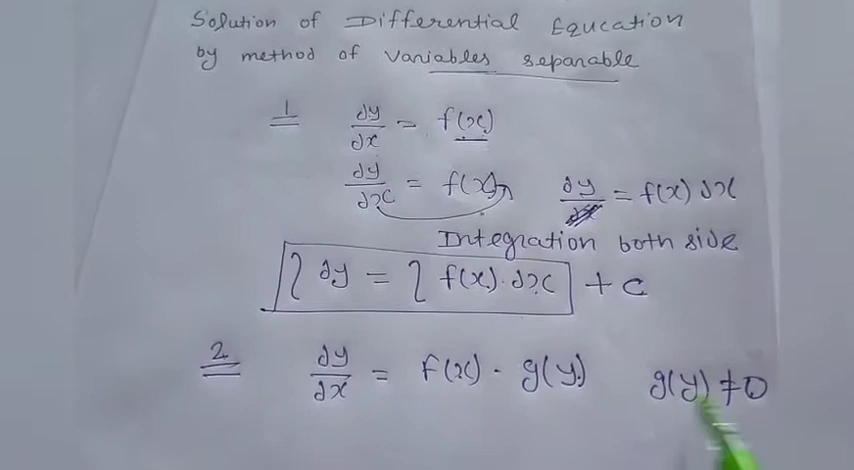 Solution of Differential Equcation
by method of variables separable
1 dy/dx = f(x)
dy/dx = f(x) dy = f(x) dx
Integration both side
∫ dy = ∫ f(x) · dx + c
2 dy/dx = f(x) · g(y) g(y) ≠ 0